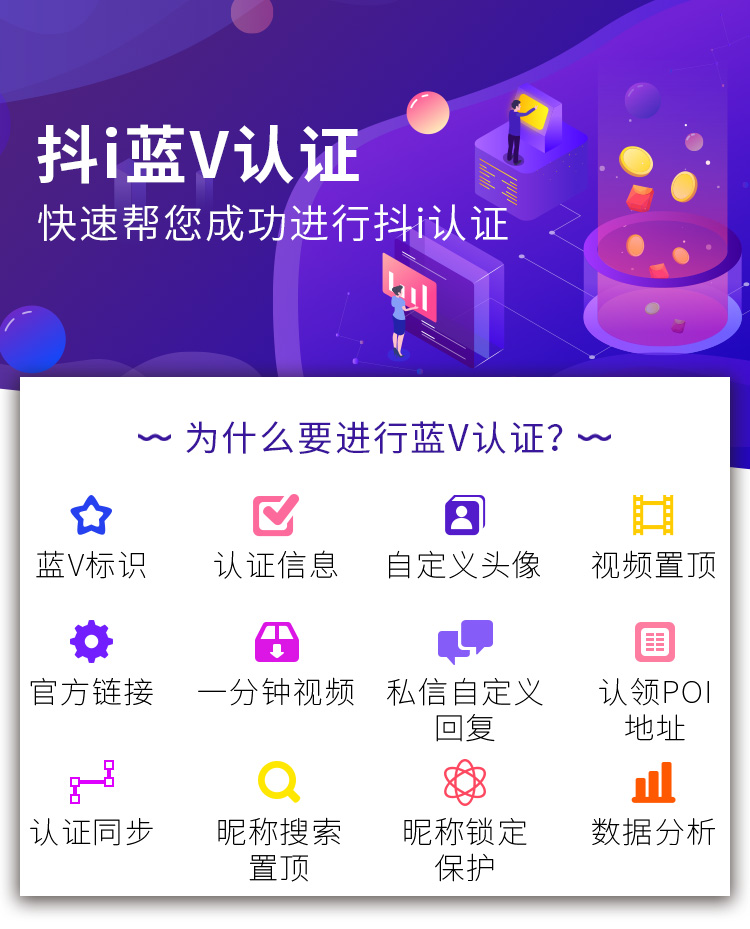 抖i蓝V认证
快速帮您成功进行抖i认证
为什么要进行蓝V认证?
蓝V标识
认证信息
自定义头像
视频置顶
官方链接
一分钟视频
私信自定义
回复
认领POI
地址
认证同步
昵称搜索
置顶
昵称锁定
保护
数据分析